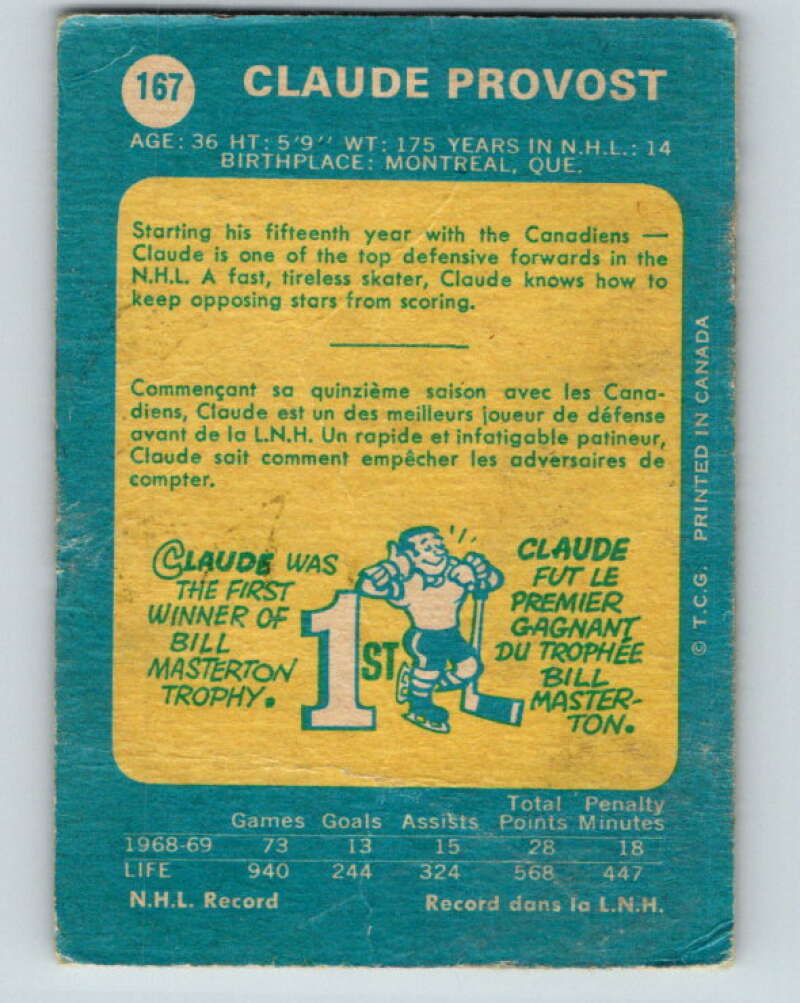 167 CLAUDE PROVOST
AGE: 36 HT: 5'9" WT: 175 YEARS IN N.H.L.: 14
BIRTHPLACE: MONTREAL, QUE.
Starting his fifteenth year with the Canadiens —
Claude is one of the top defensive forwards in the
N.H.L. A fast, tireless skater, Claude knows how to
keep opposing stars from scoring.
Commençant sa quinzième saison avec les Cana-
diens, Claude est un des meilleurs joueur de défense
avant de la L.N.H. Un rapide et infatigable patineur,
Claude sait comment empêcher les adversaires de
compter.
CLAUDE WAS
THE FIRST
WINNER OF
BILL
MASTERTON
TROPHY.
1ST
CLAUDE
FUT LE
PREMIER
GAGNANT
DU TROPHÉE
BILL
MASTER-
TON.
© T.C.G. PRINTED IN CANADA
Total Penalty
Games Goals Assists Points Minutes
1968-69 73 13 15 28 18
LIFE 940 244 324 568 447
N.H.L. Record Record dans la L.N.H.